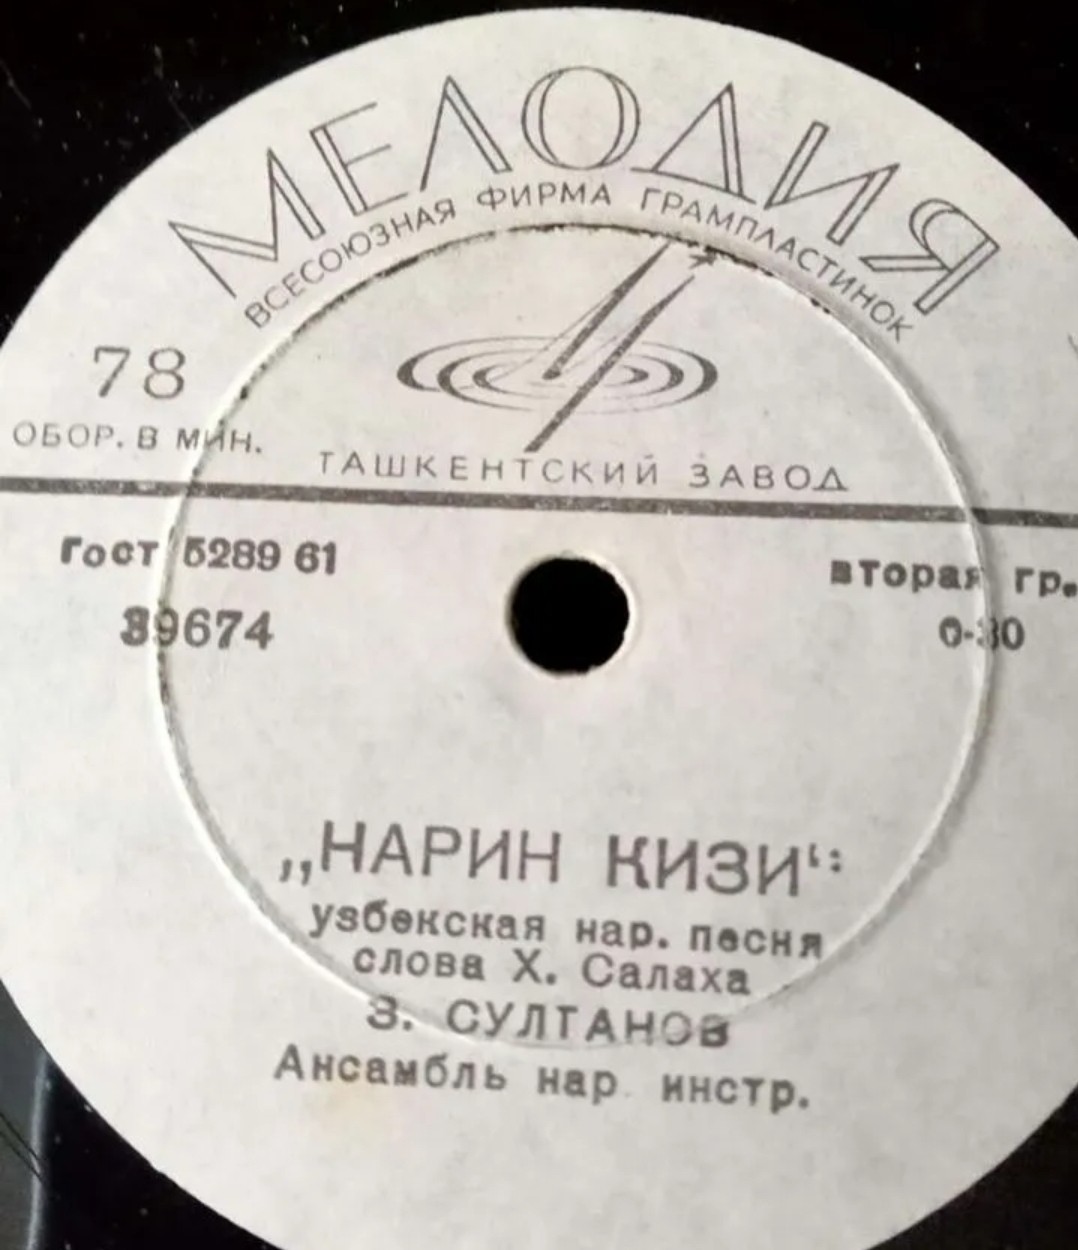 МЕЛОДИЯ
ВСЕСОЮЗНАЯ ФИРМА ГРАМПЛАСТИНОК
78
ОБОР. В МИН.
ТАШКЕНТСКИЙ ЗАВОД
Гост 5289 61
вторая гр.
39674
0-30
„НАРИН КИЗИ“:
узбекская нар. песня
слова Х. Салаха
З. СУЛТАНОВ
Ансамбль нар. инстр.